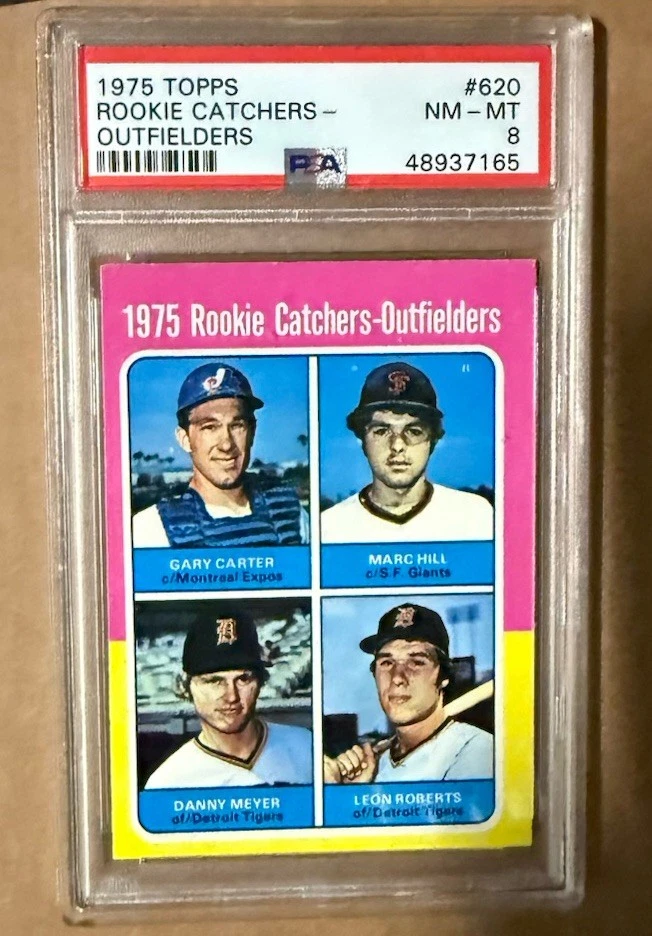 1975 TOPPS #620
ROOKIE CATCHERS- NM-MT
OUTFIELDERS 8
PSA 48937165
1975 Rookie Catchers-Outfielders
GARY CARTER
c/Montreal Expos
MARC HILL
c/S.F. Giants
DANNY MEYER
of/Detroit Tigers
LEON ROBERTS
of/Detroit Tigers